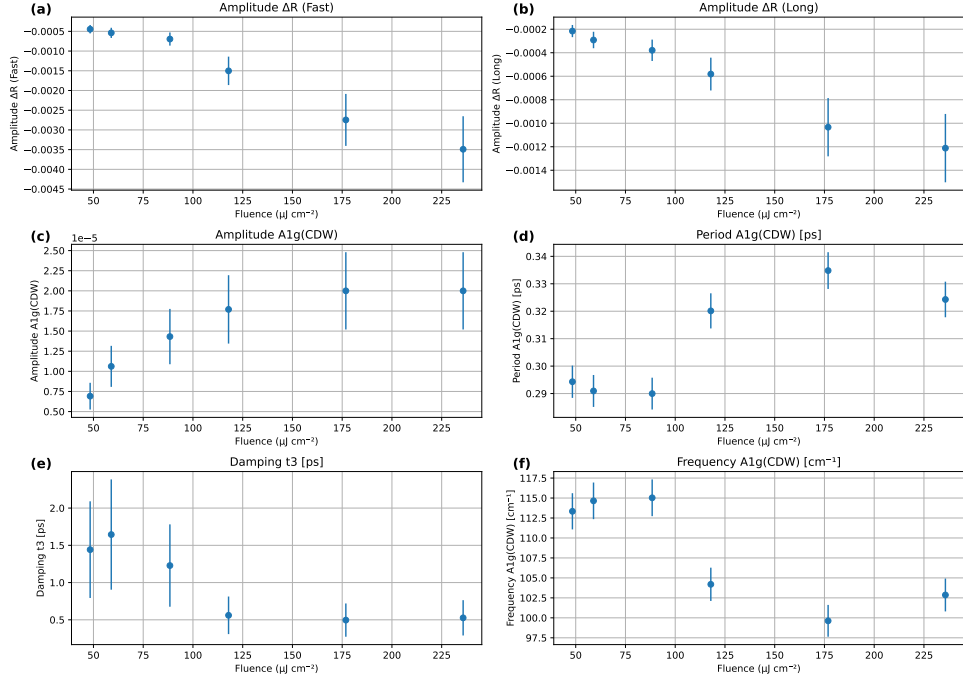 (a)
Amplitude ΔR (Fast)
Amplitude ΔR (Fast)
−0.0005
−0.0010
−0.0015
−0.0020
−0.0025
−0.0030
−0.0035
−0.0040
−0.0045
50 75 100 125 150 175 200 225
Fluence (μJ cm⁻²)
(b)
Amplitude ΔR (Long)
Amplitude ΔR (Long)
−0.0002
−0.0004
−0.0006
−0.0008
−0.0010
−0.0012
−0.0014
50 75 100 125 150 175 200 225
Fluence (μJ cm⁻²)
(c)
Amplitude A1g(CDW)
1e−5
Amplitude A1g(CDW)
2.50
2.25
2.00
1.75
1.50
1.25
1.00
0.75
0.50
50 75 100 125 150 175 200 225
Fluence (μJ cm⁻²)
(d)
Period A1g(CDW) [ps]
Period A1g(CDW) [ps]
0.34
0.33
0.32
0.31
0.30
0.29
50 75 100 125 150 175 200 225
Fluence (μJ cm⁻²)
(e)
Damping t3 [ps]
Damping t3 [ps]
2.0
1.5
1.0
0.5
50 75 100 125 150 175 200 225
Fluence (μJ cm⁻²)
(f)
Frequency A1g(CDW) [cm⁻¹]
Frequency A1g(CDW) [cm⁻¹]
117.5
115.0
112.5
110.0
107.5
105.0
102.5
100.0
97.5
50 75 100 125 150 175 200 225
Fluence (μJ cm⁻²)